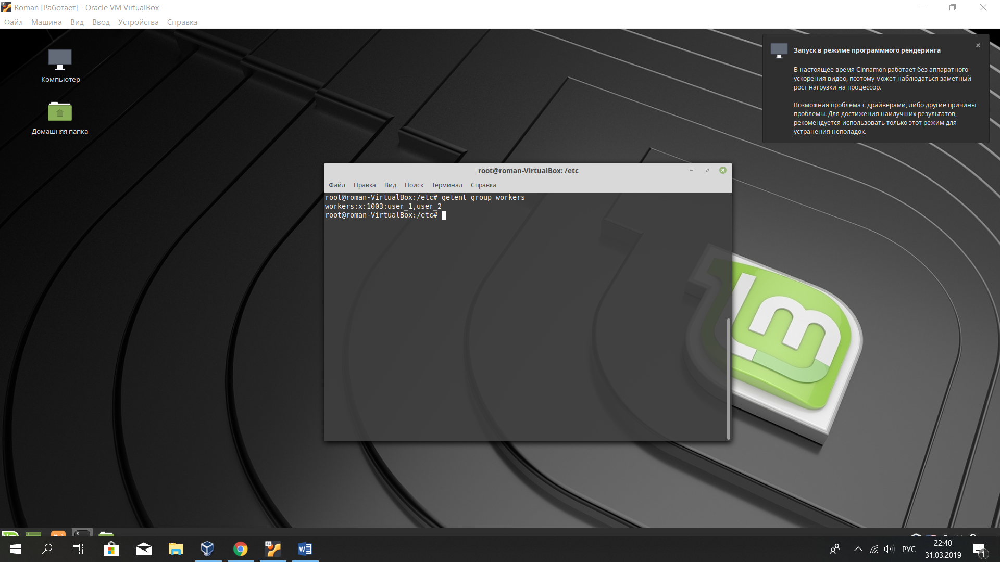 Roman [Работает] - Oracle VM VirtualBox
Файл Машина Вид Ввод Устройства Справка
Компьютер
Домашняя папка
Запуск в режиме программного рендеринга
В настоящее время Cinnamon работает без аппаратного
ускорения видео, поэтому может наблюдаться заметный
рост нагрузки на процессор.
Возможная проблема с драйверами, либо другие причины
проблемы. Для достижения наилучших результатов,
рекомендуется использовать только этот режим для
устранения неполадок.
root@roman-VirtualBox: /etc
Файл Правка Вид Поиск Терминал Справка
root@roman-VirtualBox:/etc# getent group workers
workers:x:1003:user_1,user_2
root@roman-VirtualBox:/etc#
64
W
РУС
22:40
31.03.2019
1